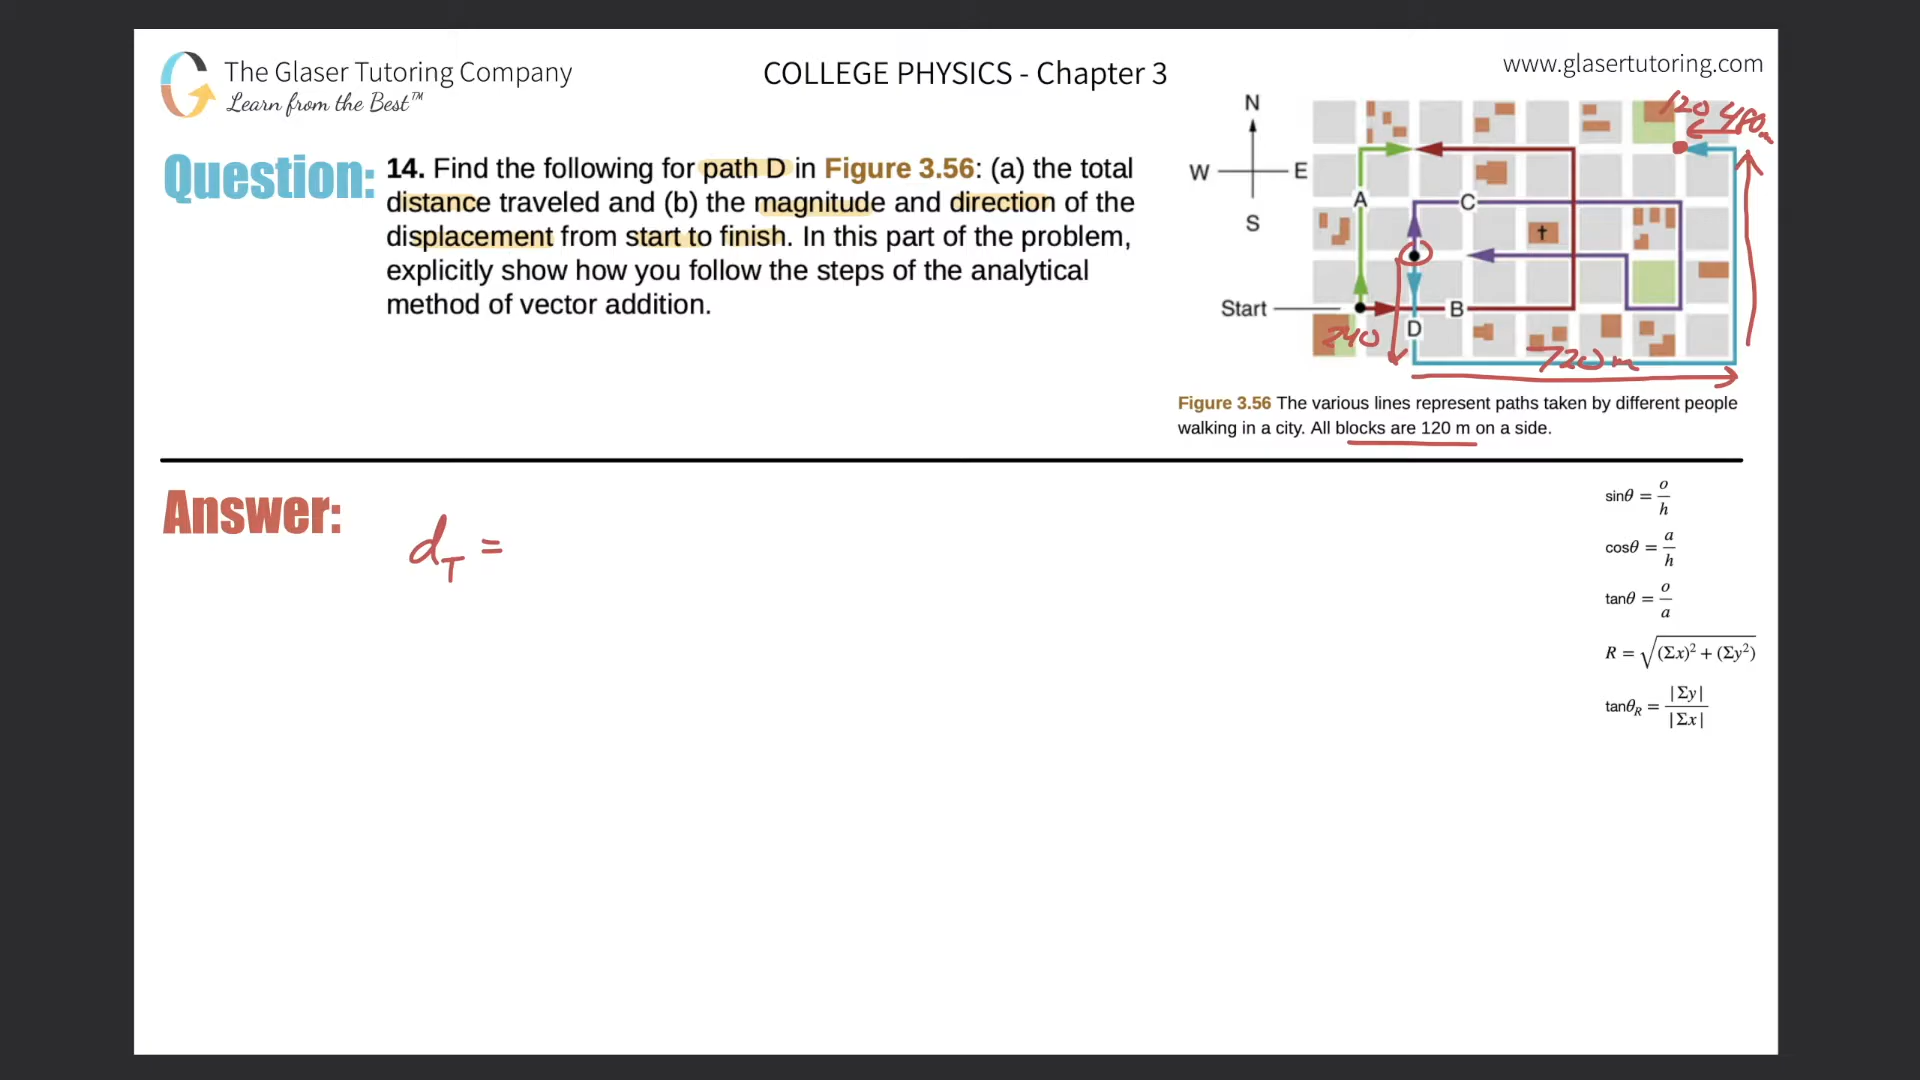 The Glaser Tutoring Company
Learn from the Best™
COLLEGE PHYSICS - Chapter 3
www.glasertutoring.com
Question:
14. Find the following for path D in Figure 3.56: (a) the total
distance traveled and (b) the magnitude and direction of the
displacement from start to finish. In this part of the problem,
explicitly show how you follow the steps of the analytical
method of vector addition.
N
W E
S
120 480m
A
C
Start
B
D
240
720m
Figure 3.56 The various lines represent paths taken by different people
walking in a city. All blocks are 120 m on a side.
Answer:
d_T =
sinθ = o/h
cosθ = a/h
tanθ = o/a
R = √((Σx)² + (Σy²))
tanθ_R = |Σy|/|Σx|